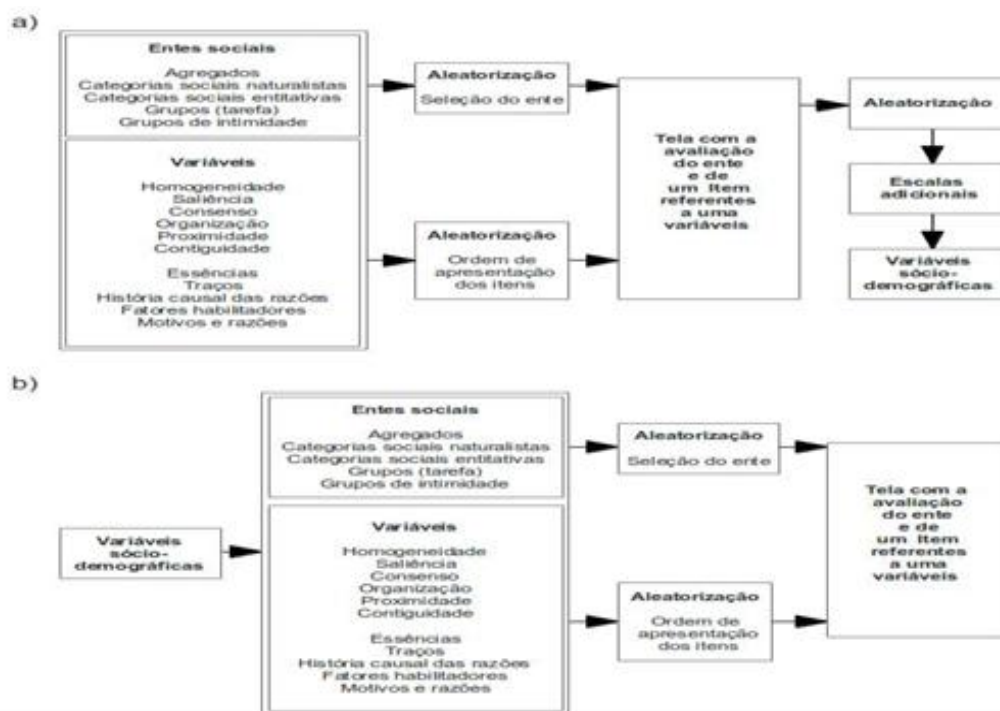 a)
Entes sociais
Agregados
Categorias sociais naturalistas
Categorias sociais entitativas
Grupos (tarefa)
Grupos de intimidade
Variáveis
Homogeneidade
Saliência
Consenso
Organização
Proximidade
Contiguidade
Essências
Traços
História causal das razões
Fatores habilitadores
Motivos e razões
Aleatorização
Seleção do ente
Aleatorização
Ordem de
apresentação
dos itens
Tela com a
avaliação
do ente
e de
um Item
referentes
a uma
variáveis
Aleatorização
Escalas
adicionais
Variáveis
sócio-
demográficas
b)
Variáveis
sócio-
demográficas
Entes sociais
Agregados
Categorias sociais naturalistas
Categorias sociais entitativas
Grupos (tarefa)
Grupos de intimidade
Variáveis
Homogeneidade
Saliência
Consenso
Organização
Proximidade
Contiguidade
Essências
Traços
História causal das razões
Fatores habilitadores
Motivos e razões
Aleatorização
Seleção do ente
Aleatorização
Ordem de
apresentação
dos itens
Tela com a
avaliação
do ente
e de
um Item
referentes
a uma
variáveis